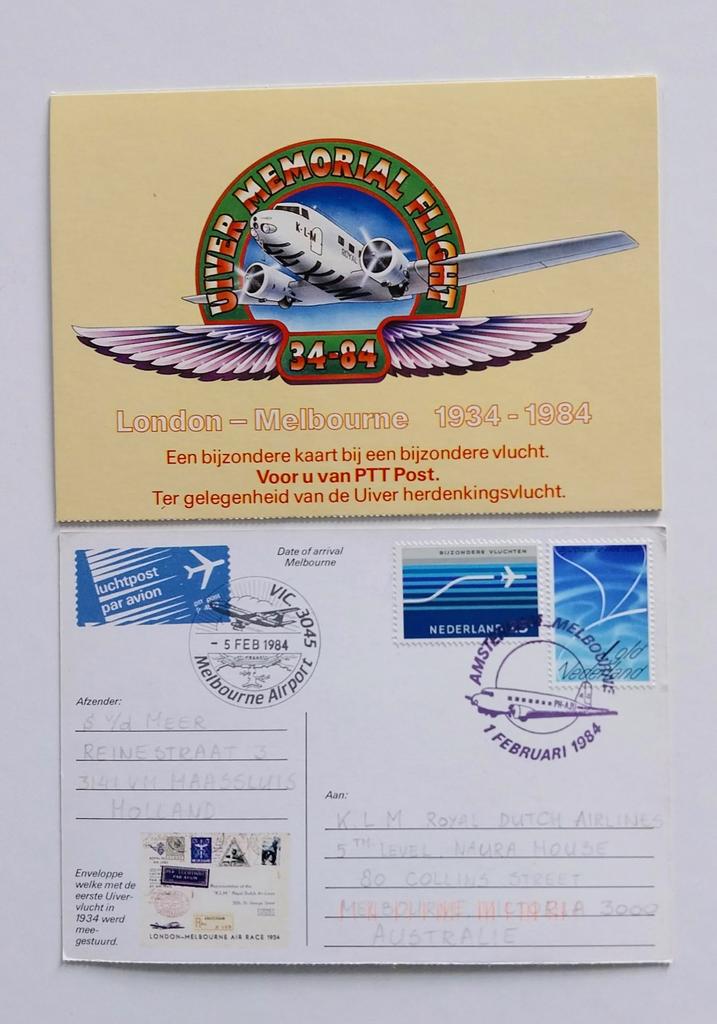 UIVER MEMORIAL FLIGHT
K·L·M
ROYAL
34-84
London – Melbourne 1934 - 1984
Een bijzondere kaart bij een bijzondere vlucht.
Voor u van PTT Post.
Ter gelegenheid van de Uiver herdenkingsvlucht.
luchtpost
par avion
Date of arrival
Melbourne
VIC. 3045
- 5 FEB 1984
Melbourne Airport
BIJZONDERE VLUCHTEN
NEDERLAND
Nederland
AMSTERDAM MELBOURNE
PH-AJU
1 FEBRUARI 1984
Afzender:
S v/d MEER
REINESTRAAT 3
3141 VM MAASSLUIS
HOLLAND
Aan:
K.L.M ROYAL DUTCH AIRLINES
5TH LEVEL NAURA HOUSE
80 COLLINS STREET
MELBOURNE VICTORIA 3000
AUSTRALIE
Enveloppe
welke met de
eerste Uiver-
vlucht in
1934 werd
mee-
gestuurd.
LONDON-MELBOURNE AIR RACE 1934